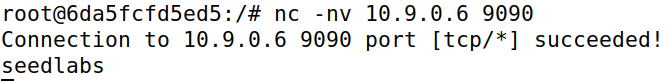 root@6da5fcfd5ed5:/# nc -nv 10.9.0.6 9090
Connection to 10.9.0.6 9090 port [tcp/*] succeeded!
seedlabs